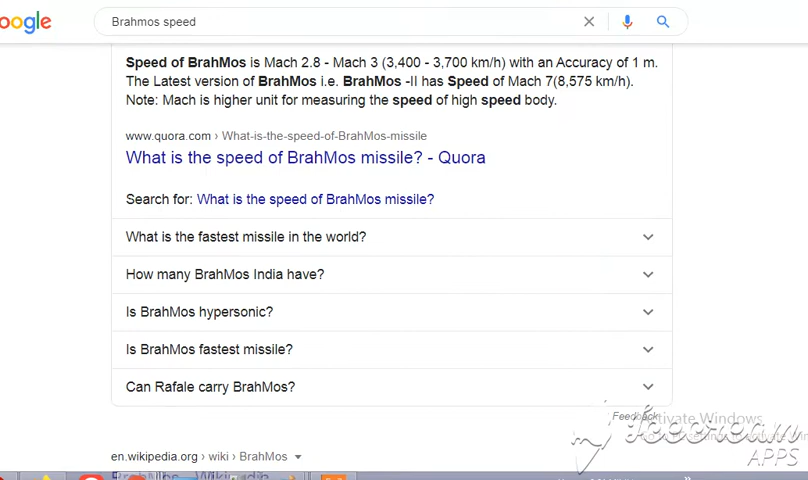 oogle
Brahmos speed
Speed of BrahMos is Mach 2.8 - Mach 3 (3,400 - 3,700 km/h) with an Accuracy of 1 m.
The Latest version of BrahMos i.e. BrahMos -II has Speed of Mach 7(8,575 km/h).
Note: Mach is higher unit for measuring the speed of high speed body.
www.quora.com › What-is-the-speed-of-BrahMos-missile
What is the speed of BrahMos missile? - Quora
Search for: What is the speed of BrahMos missile?
What is the fastest missile in the world?
How many BrahMos India have?
Is BrahMos hypersonic?
Is BrahMos fastest missile?
Can Rafale carry BrahMos?
Feedback
Activate Windows
icecream
APPS
en.wikipedia.org › wiki › BrahMos